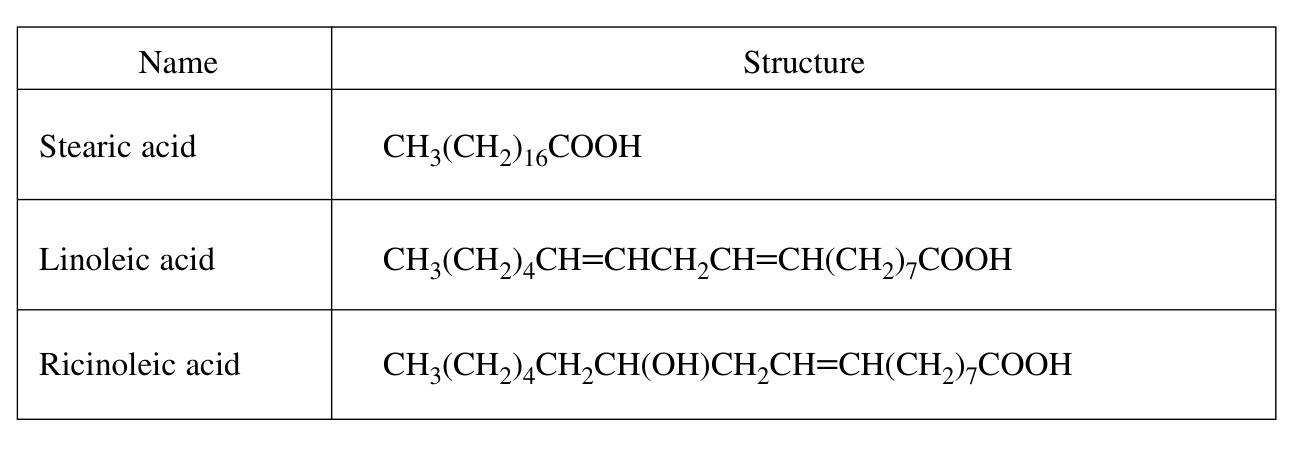 Name Structure
Stearic acid CH₃(CH₂)₁₆COOH
Linoleic acid CH₃(CH₂)₄CH=CHCH₂CH=CH(CH₂)₇COOH
Ricinoleic acid CH₃(CH₂)₄CH₂CH(OH)CH₂CH=CH(CH₂)₇COOH